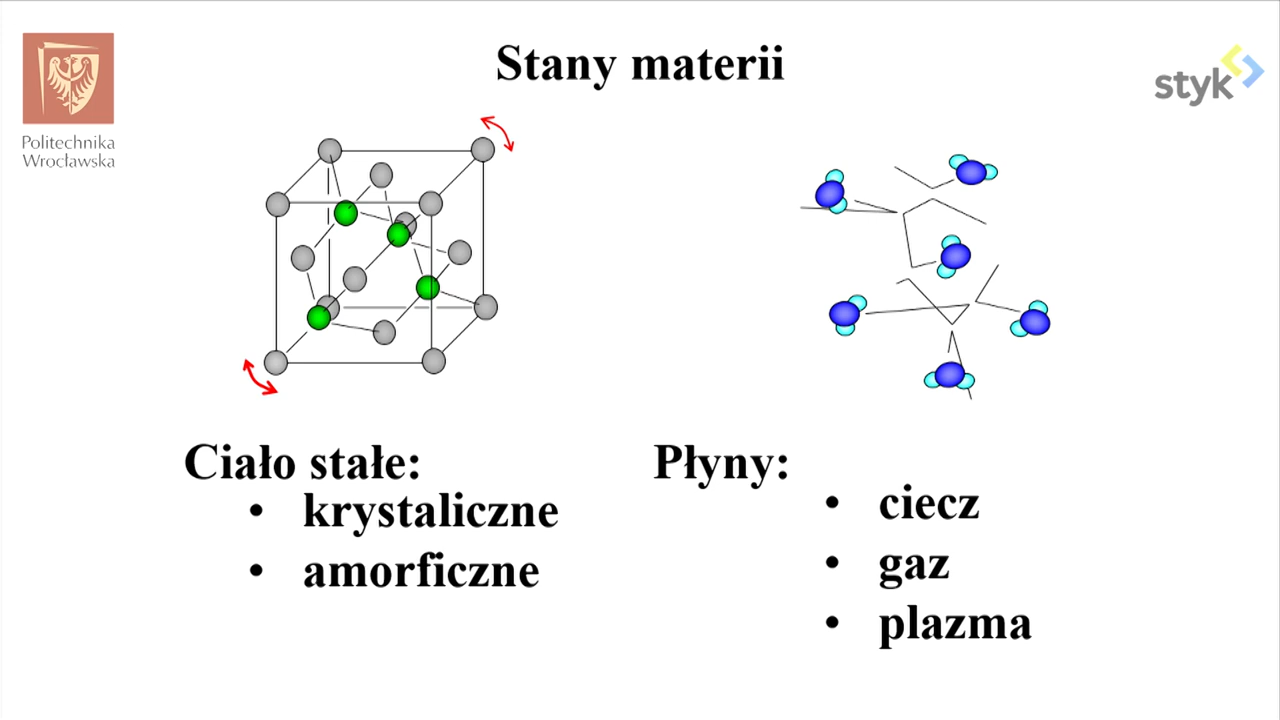 Stany materii
Politechnika
Wrocławska
styk
Ciało stałe:
• krystaliczne
• amorficzne
Płyny:
• ciecz
• gaz
• plazma